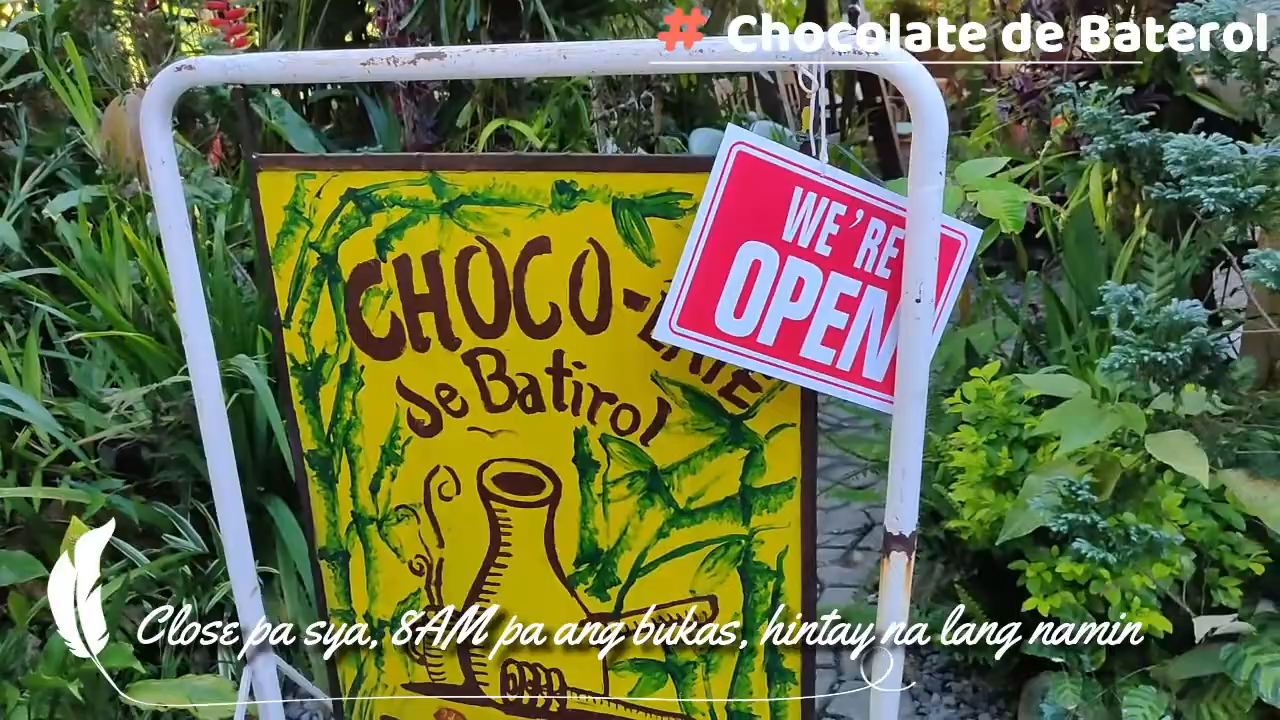 # Chocolate de Baterol
WE'RE
OPEN
CHOCO-LATE
de Batirol
Close pa sya, 8AM pa ang bukas, hintay na lang namin